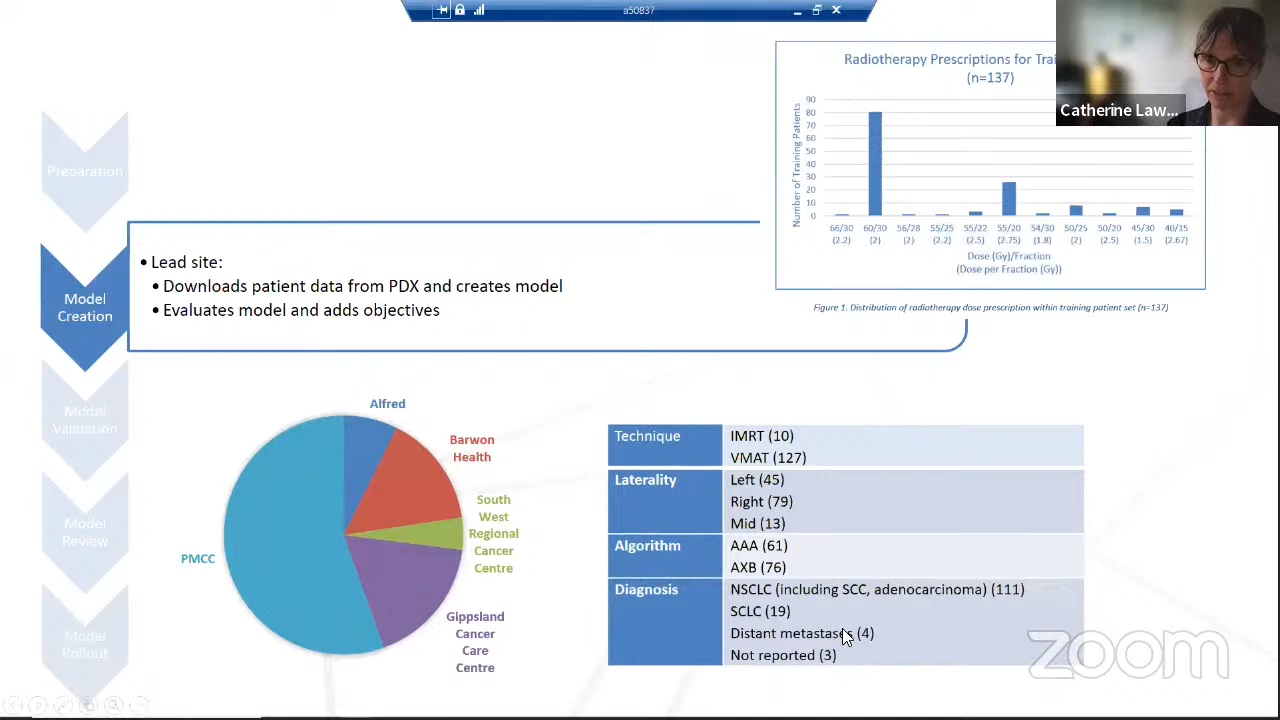 a50837
Catherine Law...
Radiotherapy Prescriptions for Trai
(n=137)
Number of Training Patients
90
80
70
60
50
40
30
20
10
0
66/30 60/30 56/28 55/25 55/22 55/20 54/30 50/25 50/20 45/30 40/15
(2.2) (2) (2) (2.2) (2.5) (2.75) (1.8) (2) (2.5) (1.5) (2.67)
Dose (Gy)/Fraction
(Dose per Fraction (Gy))
Figure 1. Distribution of radiotherapy dose prescription within training patient set (n=137)
Preparation
Model
Creation
Model
Validation
Model
Review
Model
Rollout
• Lead site:
• Downloads patient data from PDX and creates model
• Evaluates model and adds objectives
Alfred
Barwon
Health
South
West
Regional
Cancer
Centre
Gippsland
Cancer
Care
Centre
PMCC
Technique
IMRT (10)
VMAT (127)
Laterality
Left (45)
Right (79)
Mid (13)
Algorithm
AAA (61)
AXB (76)
Diagnosis
NSCLC (including SCC, adenocarcinoma) (111)
SCLC (19)
Distant metastases (4)
Not reported (3)
zoom